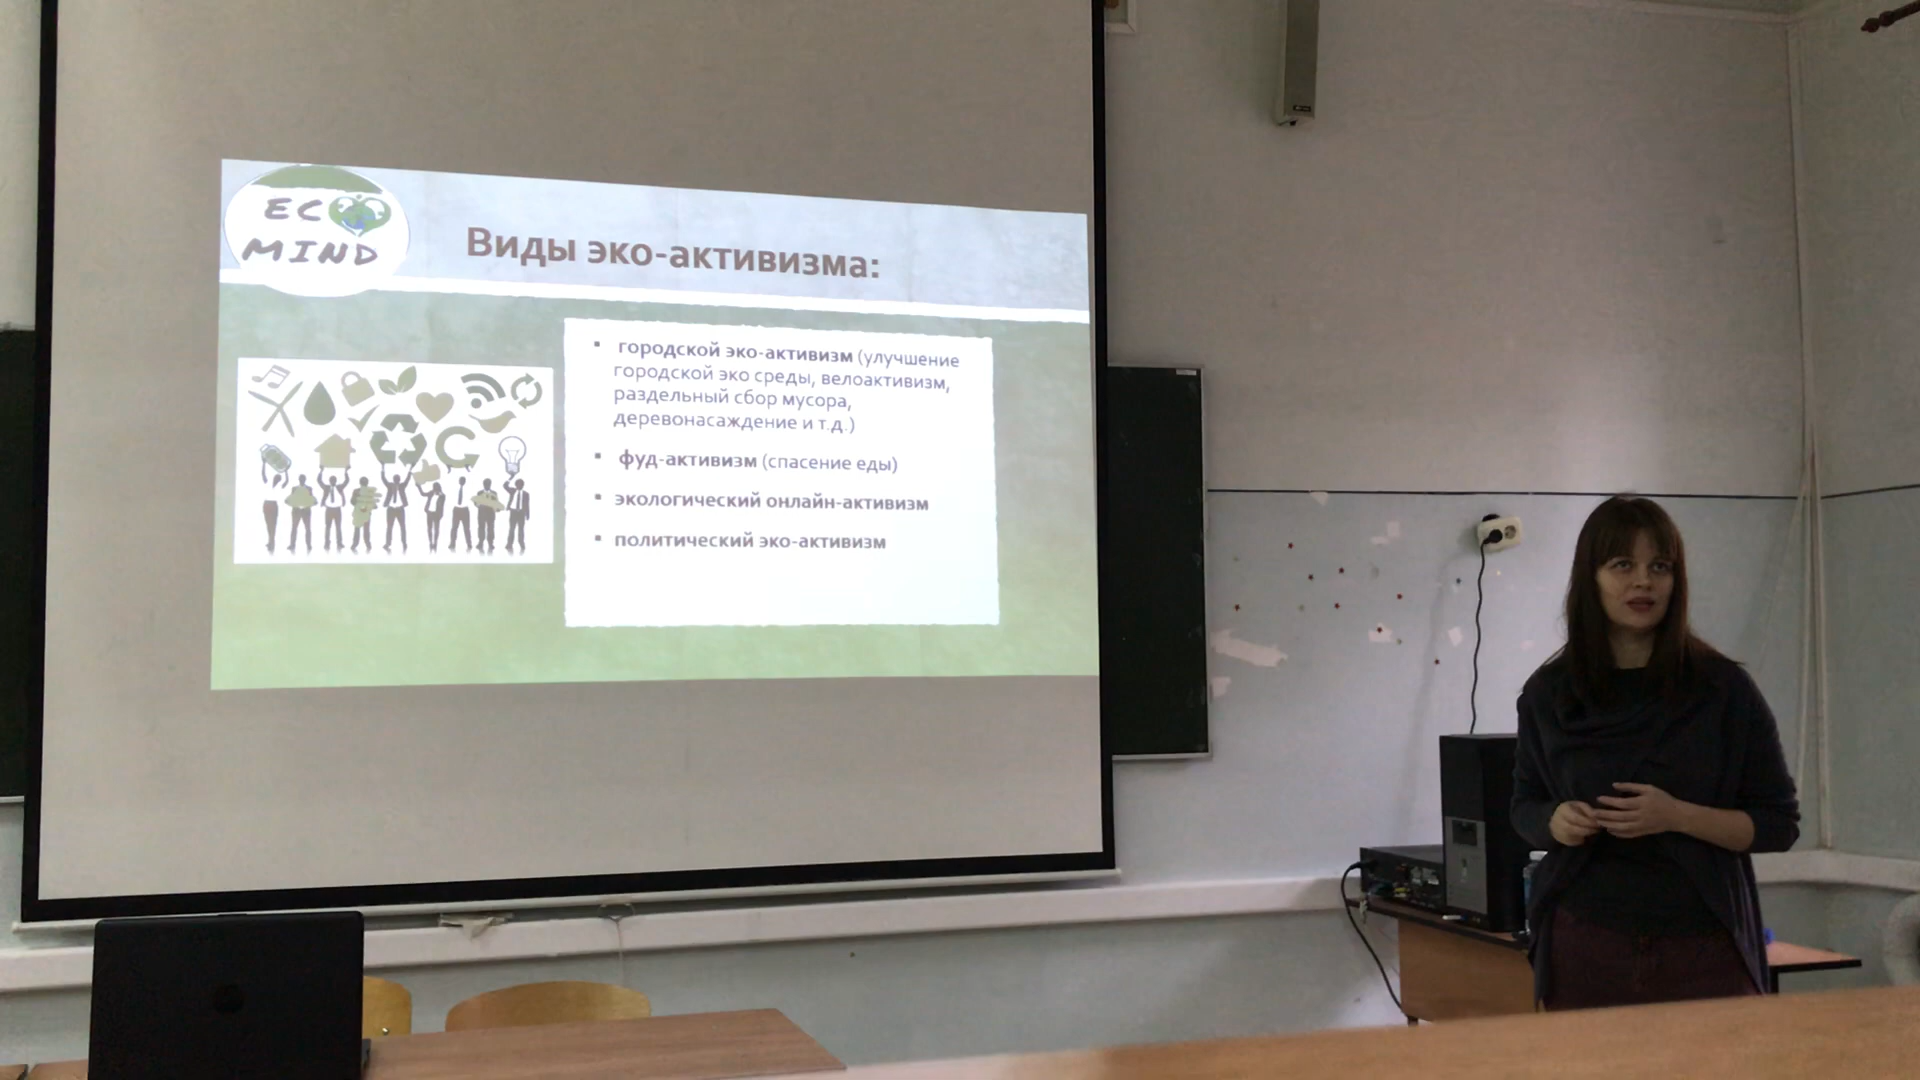 ECO
MIND
Виды эко-активизма:
▪ городской эко-активизм (улучшение
городской эко среды, велоактивизм,
раздельный сбор мусора,
деревонасаждение и т.д.)
▪ фуд-активизм (спасение еды)
▪ экологический онлайн-активизм
▪ политический эко-активизм